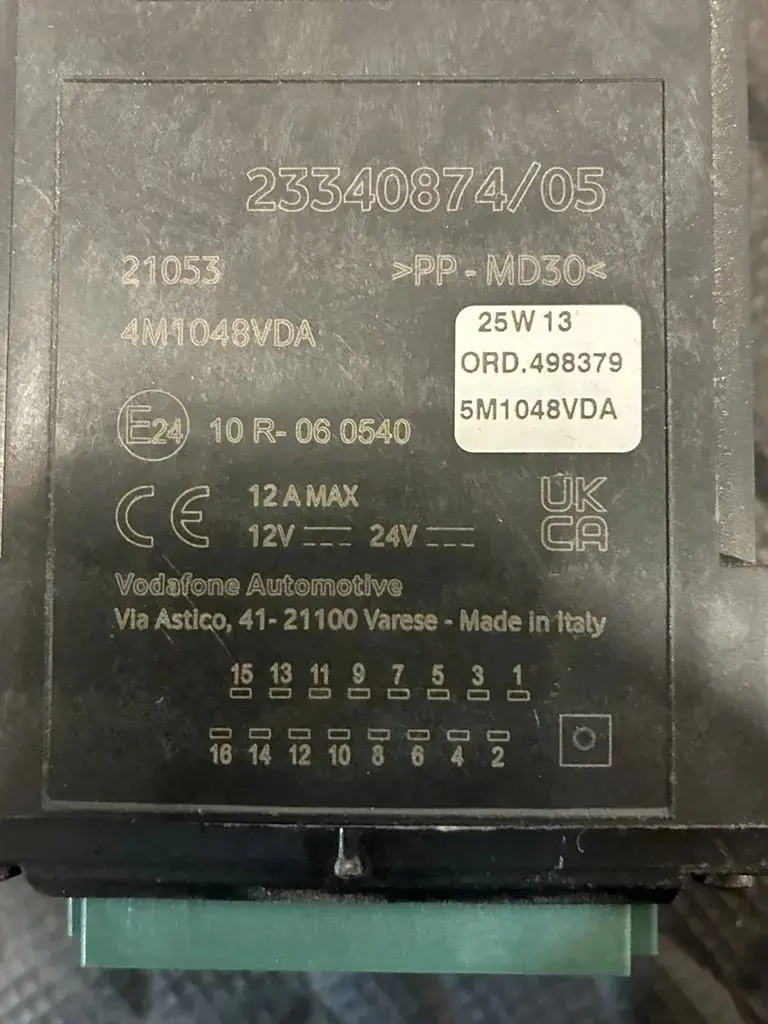 23340874/05
21053 >PP - MD30<
4M1048VDA
25W 13
ORD.498379
5M1048VDA
E24 10 R- 06 0540
CE 12 A MAX
12V 24V
UK
CA
Vodafone Automotive
Via Astico, 41- 21100 Varese - Made in Italy
15 13 11 9 7 5 3 1
16 14 12 10 8 6 4 2